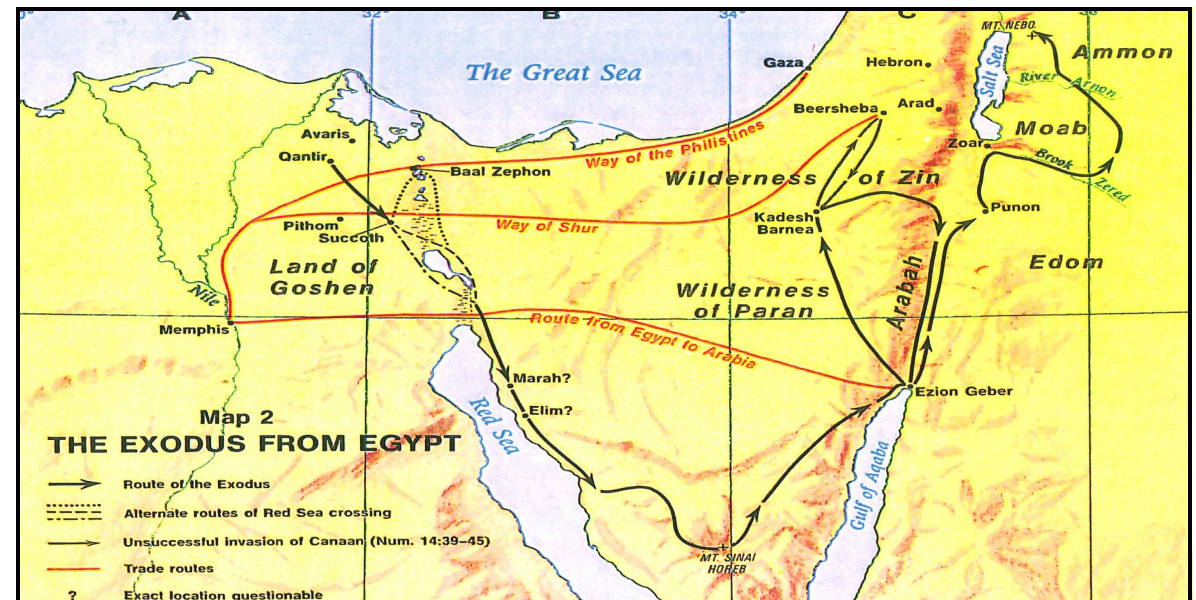 A
B
C
0°
32°
34°
MT. NEBO
Ammon
Gaza
Hebron
The Great Sea
Salt Sea
River Arnon
Beersheba
Arad
Avaris
Moab
Qantir
Way of the Philistines
Zoar
Baal Zephon
Wilderness of Zin
Brook Zered
Pithom
Succoth
Way of Shur
Kadesh
Barnea
Punon
Land of
Goshen
Edom
Nile
Wilderness
of Paran
Arabah
Memphis
Route from Egypt to Arabia
Marah?
Ezion Geber
Elim?
Red Sea
Gulf of Aqaba
MT. SINAI
HOREB
Map 2
THE EXODUS FROM EGYPT
Route of the Exodus
Alternate routes of Red Sea crossing
Unsuccessful invasion of Canaan (Num. 14:39–45)
Trade routes
? Exact location questionable